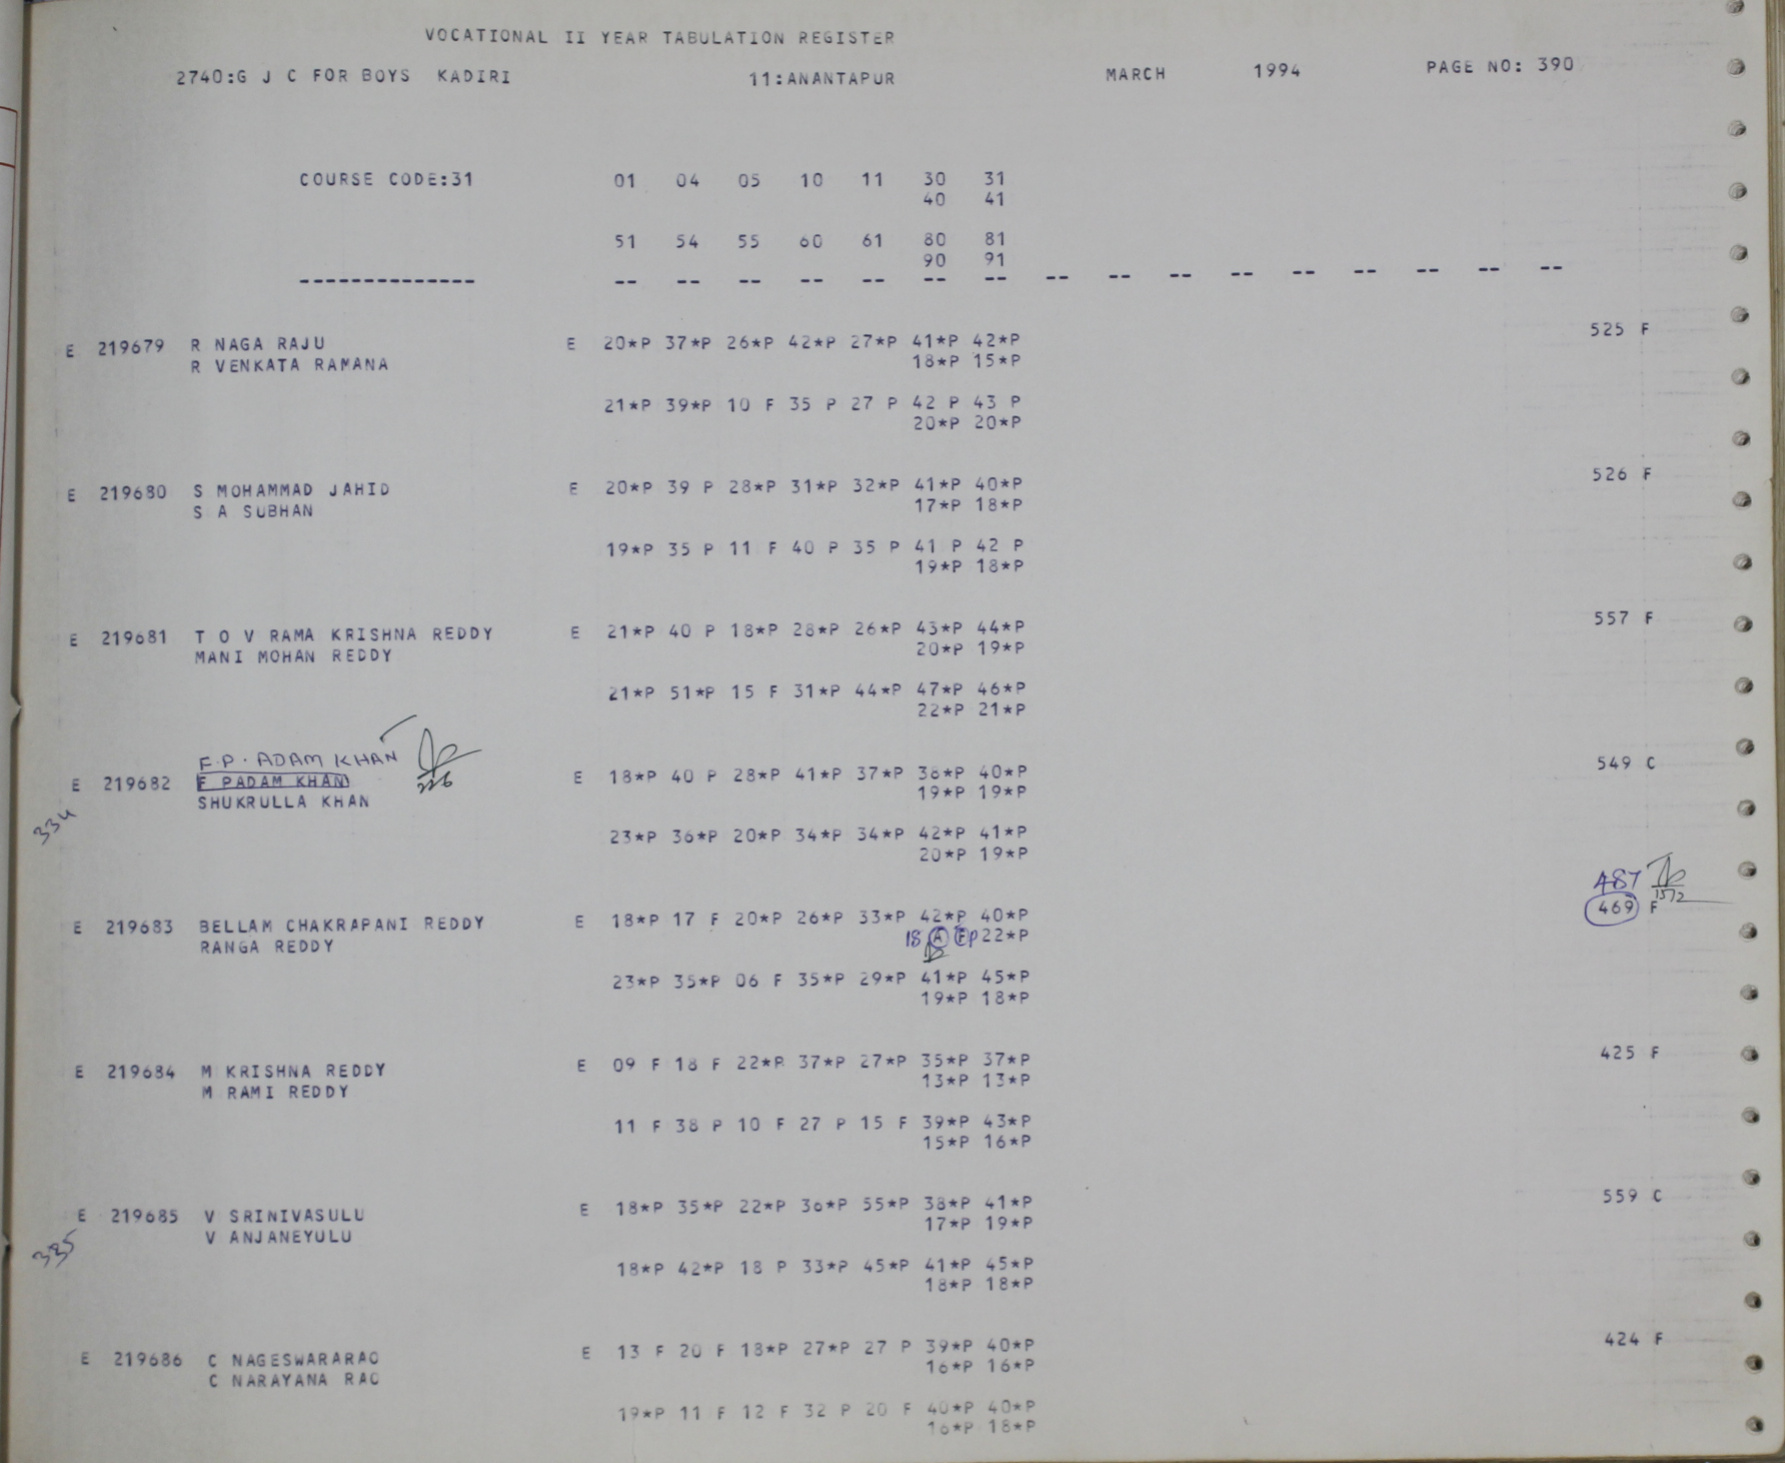 VOCATIONAL II YEAR TABULATION REGISTER
2740:G J C FOR BOYS KADIRI 11:ANANTAPUR MARCH 1994 PAGE NO: 390
COURSE CODE:31 01 04 05 10 11 30 31
40 41
51 54 55 60 61 80 81
90 91
-------------- -- -- -- -- -- -- -- -- -- -- -- -- -- -- -- --
E 219679 R NAGA RAJU E 20*P 37*P 26*P 42*P 27*P 41*P 42*P 525 F
R VENKATA RAMANA 18*P 15*P
21*P 39*P 10 F 35 P 27 P 42 P 43 P
20*P 20*P
E 219680 S MOHAMMAD JAHID E 20*P 39 P 28*P 31*P 32*P 41*P 40*P 526 F
S A SUBHAN 17*P 18*P
19*P 35 P 11 F 40 P 35 P 41 P 42 P
19*P 18*P
E 219681 T O V RAMA KRISHNA REDDY E 21*P 40 P 18*P 28*P 26*P 43*P 44*P 557 F
MANI MOHAN REDDY 20*P 19*P
21*P 51*P 15 F 31*P 44*P 47*P 46*P
22*P 21*P
F.P. ADAM KHAN
E 219682 F PADAM KHAN E 18*P 40 P 28*P 41*P 37*P 38*P 40*P 549 C
SHUKRULLA KHAN 19*P 19*P
334
23*P 36*P 20*P 34*P 34*P 42*P 41*P
20*P 19*P
487
E 219683 BELLAM CHAKRAPANI REDDY E 18*P 17 F 20*P 26*P 33*P 42*P 40*P 469 F
RANGA REDDY 18 A F P 22*P
23*P 35*P 06 F 35*P 29*P 41*P 45*P
19*P 18*P
E 219684 M KRISHNA REDDY E 09 F 18 F 22*P 37*P 27*P 35*P 37*P 425 F
M RAMI REDDY 13*P 13*P
11 F 38 P 10 F 27 P 15 F 39*P 43*P
15*P 16*P
E 219685 V SRINIVASULU E 18*P 35*P 22*P 36*P 55*P 38*P 41*P 559 C
V ANJANEYULU 17*P 19*P
335
18*P 42*P 18 P 33*P 45*P 41*P 45*P
18*P 18*P
E 219686 C NAGESWARARAO E 13 F 20 F 18*P 27*P 27 P 39*P 40*P 424 F
C NARAYANA RAO 16*P 16*P
19*P 11 F 12 F 32 P 20 F 40*P 40*P
16*P 18*P